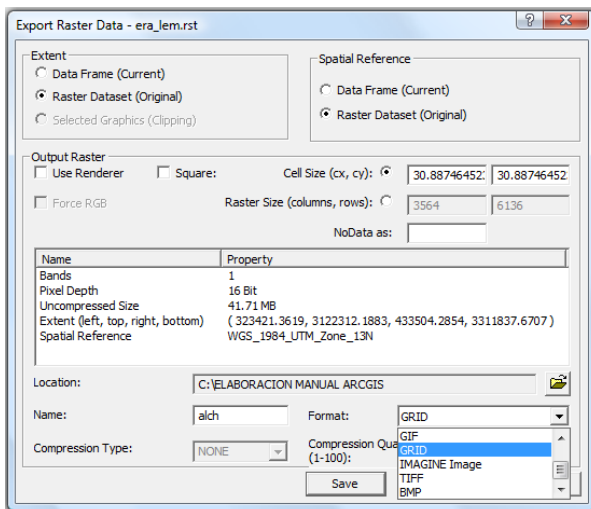 Export Raster Data - era_lem.rst
Extent
Data Frame (Current)
Raster Dataset (Original)
Selected Graphics (Clipping)
Spatial Reference
Data Frame (Current)
Raster Dataset (Original)
Output Raster
Use Renderer
Square:
Cell Size (cx, cy):
30.88746452
30.88746452
Force RGB
Raster Size (columns, rows):
3564
6136
NoData as:
Name Property
Bands 1
Pixel Depth 16 Bit
Uncompressed Size 41.71 MB
Extent (left, top, right, bottom) ( 323421.3619, 3122312.1883, 433504.2854, 3311837.6707 )
Spatial Reference WGS_1984_UTM_Zone_13N
Location: C:\ELABORACION MANUAL ARCGIS
Name: alch
Format: GRID
GIF
GRID
IMAGINE Image
TIFF
BMP
Compression Type: NONE
Compression Qua
(1-100):
Save